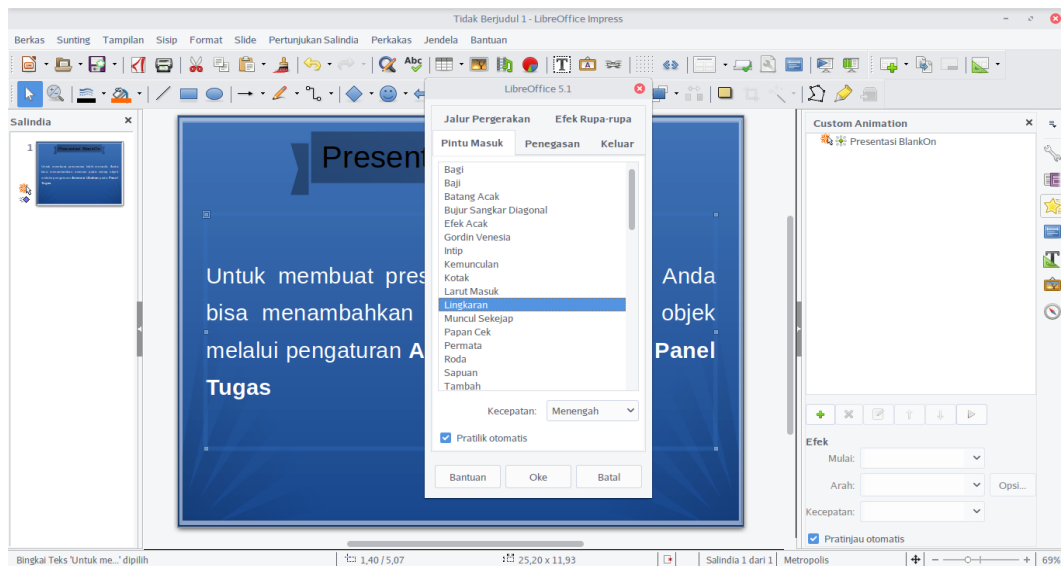 Tidak Berjudul 1 - LibreOffice Impress
Berkas Sunting Tampilan Sisip Format Slide Pertunjukan Salindia Perkakas Jendela Bantuan
Salindia
1
Presentasi BlankOn
Presen
Untuk membuat pres Anda
bisa menambahkan objek
melalui pengaturan A Panel
Tugas
LibreOffice 5.1
Jalur Pergerakan Efek Rupa-rupa
Pintu Masuk Penegasan Keluar
Bagi
Baji
Batang Acak
Bujur Sangkar Diagonal
Efek Acak
Gordin Venesia
Intip
Kemunculan
Kotak
Larut Masuk
Lingkaran
Muncul Sekejap
Papan Cek
Permata
Roda
Sapuan
Tambah
Kecepatan: Menengah
Pratilik otomatis
Bantuan Oke Batal
Custom Animation
Presentasi BlankOn
Efek
Mulai:
Arah: Opsi...
Kecepatan:
Pratinjau otomatis
Bingkai Teks 'Untuk me...' dipilih 1,40 / 5,07 25,20 x 11,93 Salindia 1 dari 1 Metropolis 69%